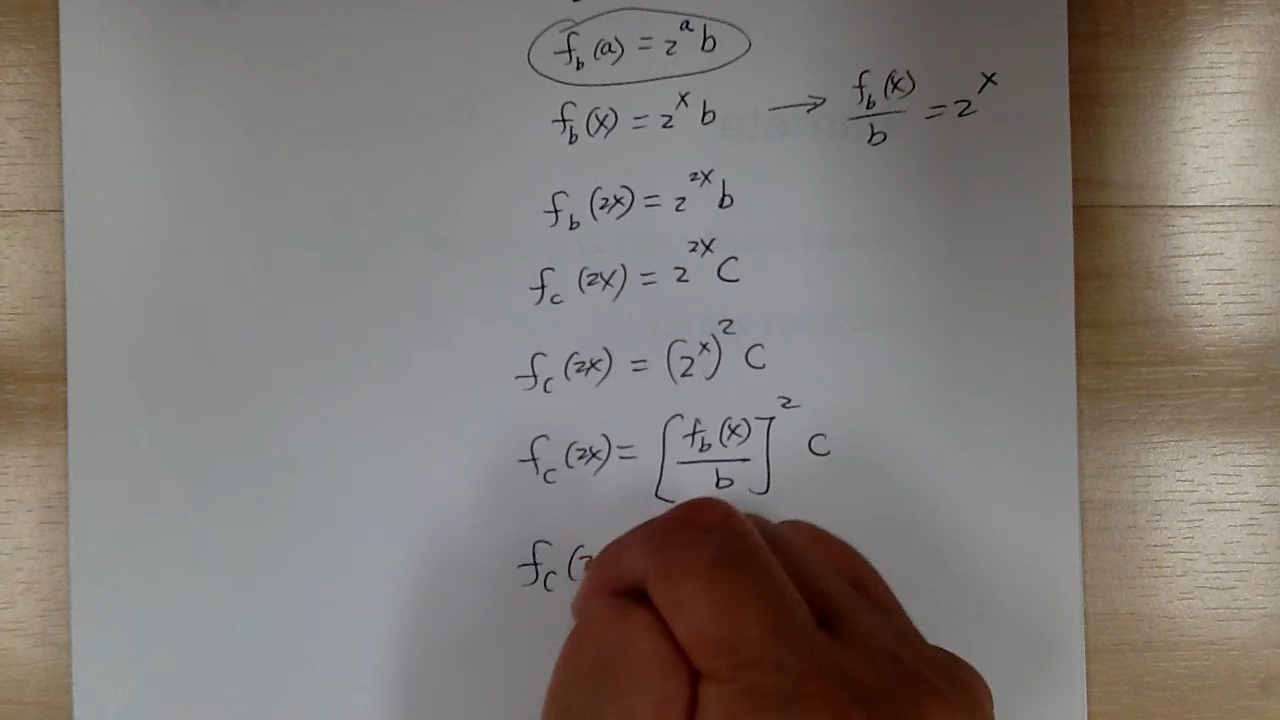 f_b(a) = 2^a b
f_b(x) = 2^x b → f_b(x)/b = 2^x
f_b(2x) = 2^{2x} b
f_c(2x) = 2^{2x} C
f_c(2x) = (2^x)^2 C
f_c(2x) = [f_b(x)/b]^2 C
f_c(2